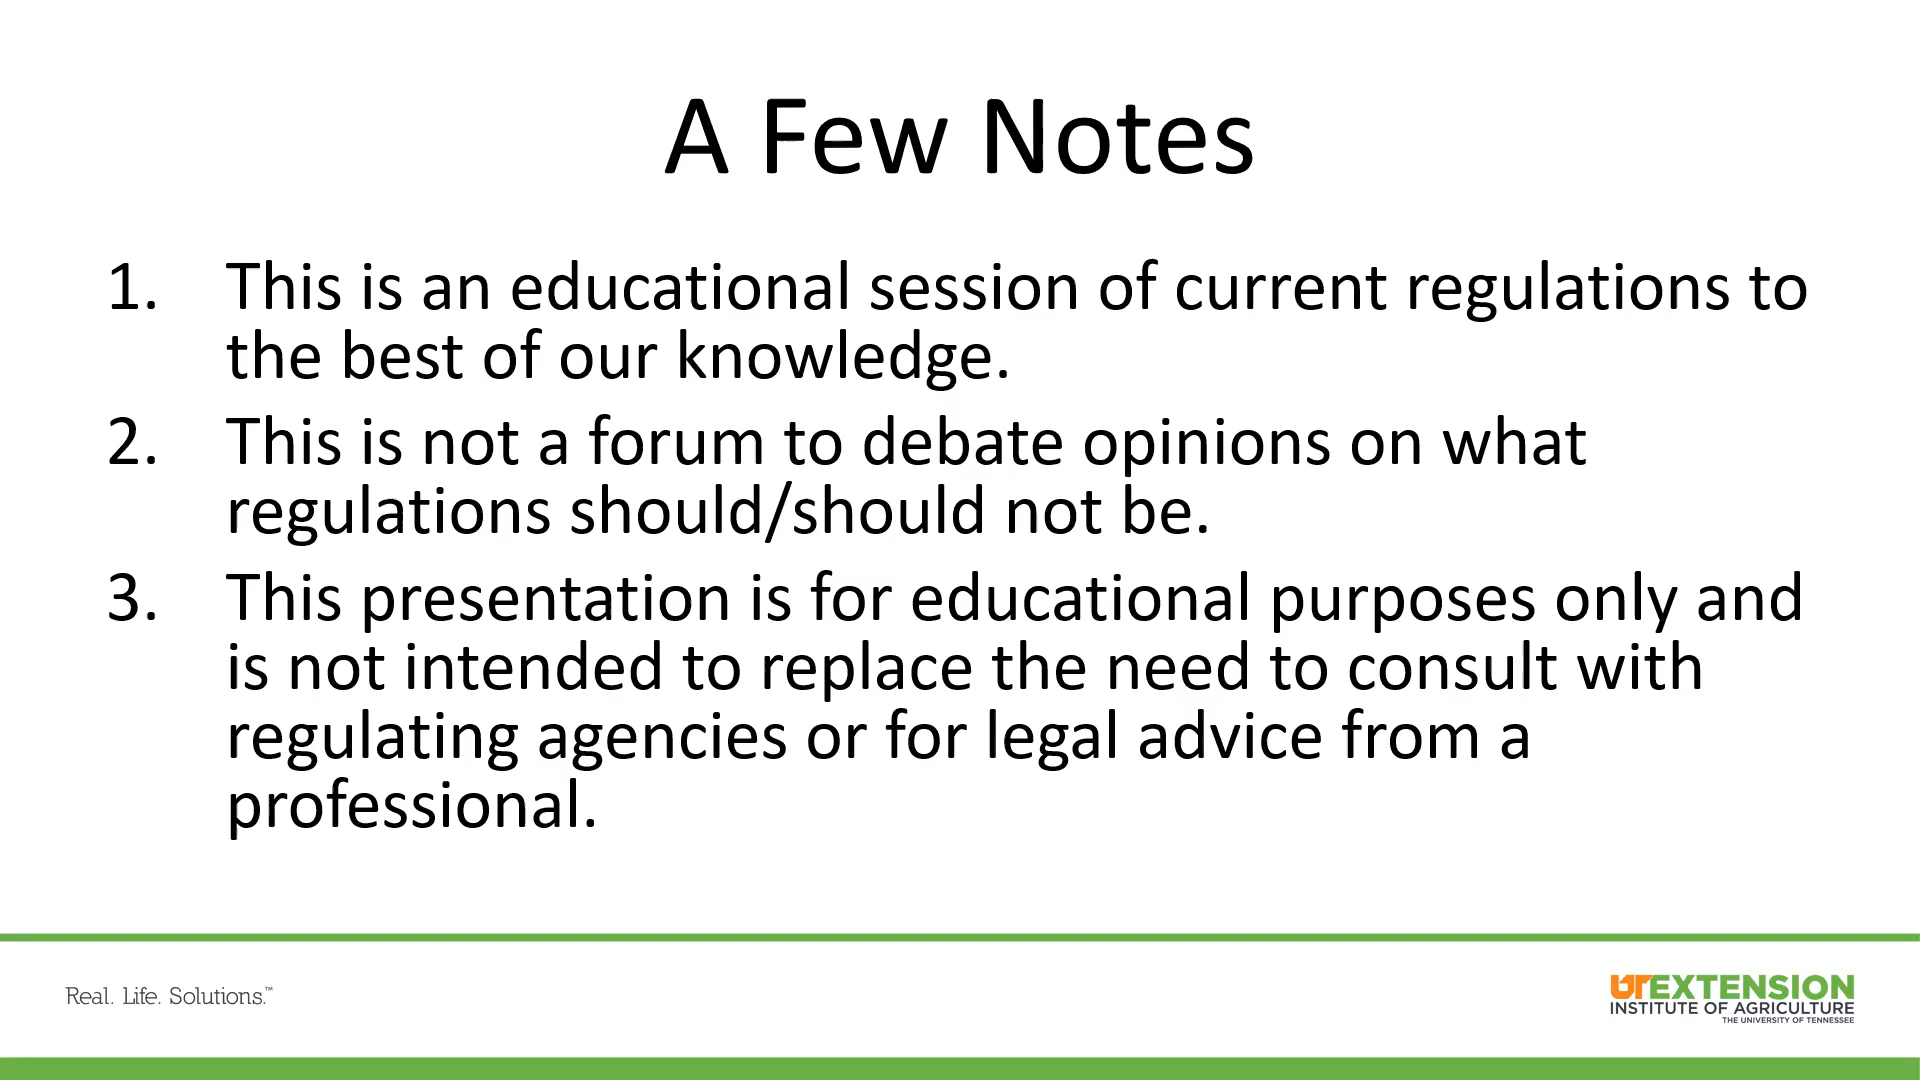 A Few Notes
1. This is an educational session of current regulations to
the best of our knowledge.
2. This is not a forum to debate opinions on what
regulations should/should not be.
3. This presentation is for educational purposes only and
is not intended to replace the need to consult with
regulating agencies or for legal advice from a
professional.
Real. Life. Solutions.™
UTEXTENSION
INSTITUTE OF AGRICULTURE
THE UNIVERSITY OF TENNESSEE